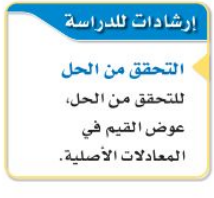 إرشادات للدراسة
التحقق من الحل
للتحقق من الحل،
عوض القيم في
المعادلات الأصلية.